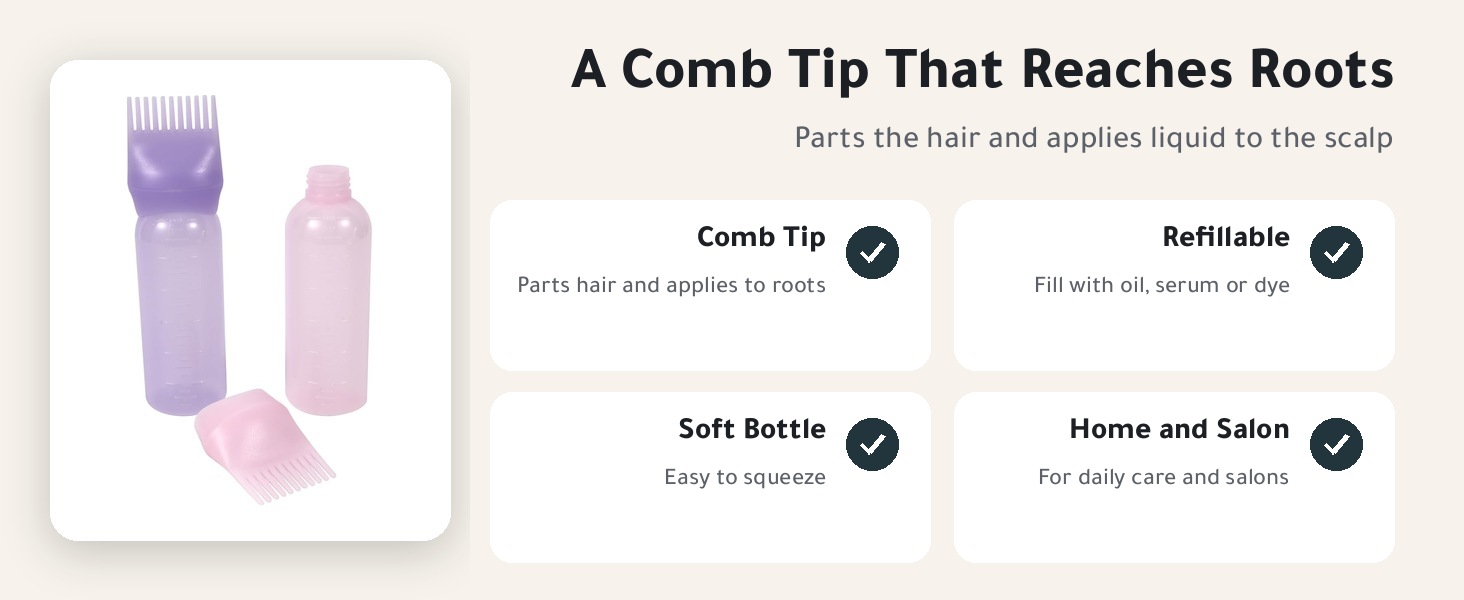 A Comb Tip That Reaches Roots
Parts the hair and applies liquid to the scalp
Comb Tip
Parts hair and applies to roots
Refillable
Fill with oil, serum or dye
Soft Bottle
Easy to squeeze
Home and Salon
For daily care and salons